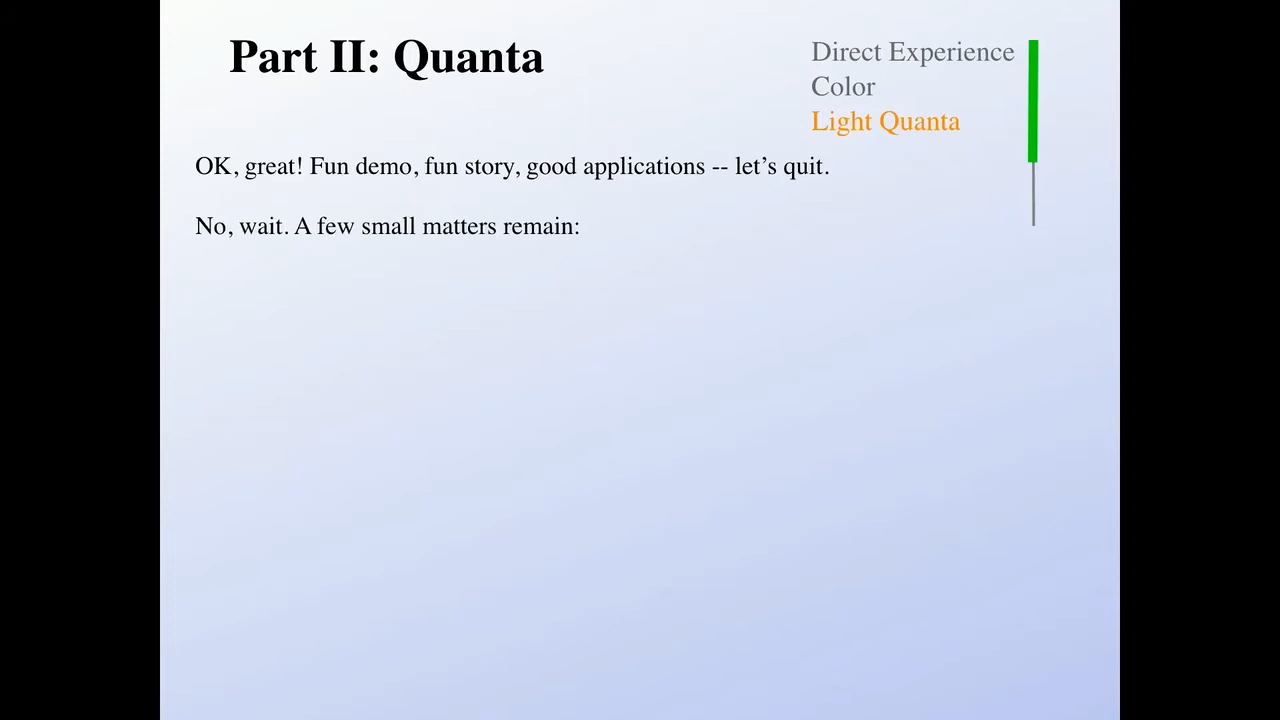 Part II: Quanta
Direct Experience
Color
Light Quanta
OK, great! Fun demo, fun story, good applications -- let’s quit.
No, wait. A few small matters remain: